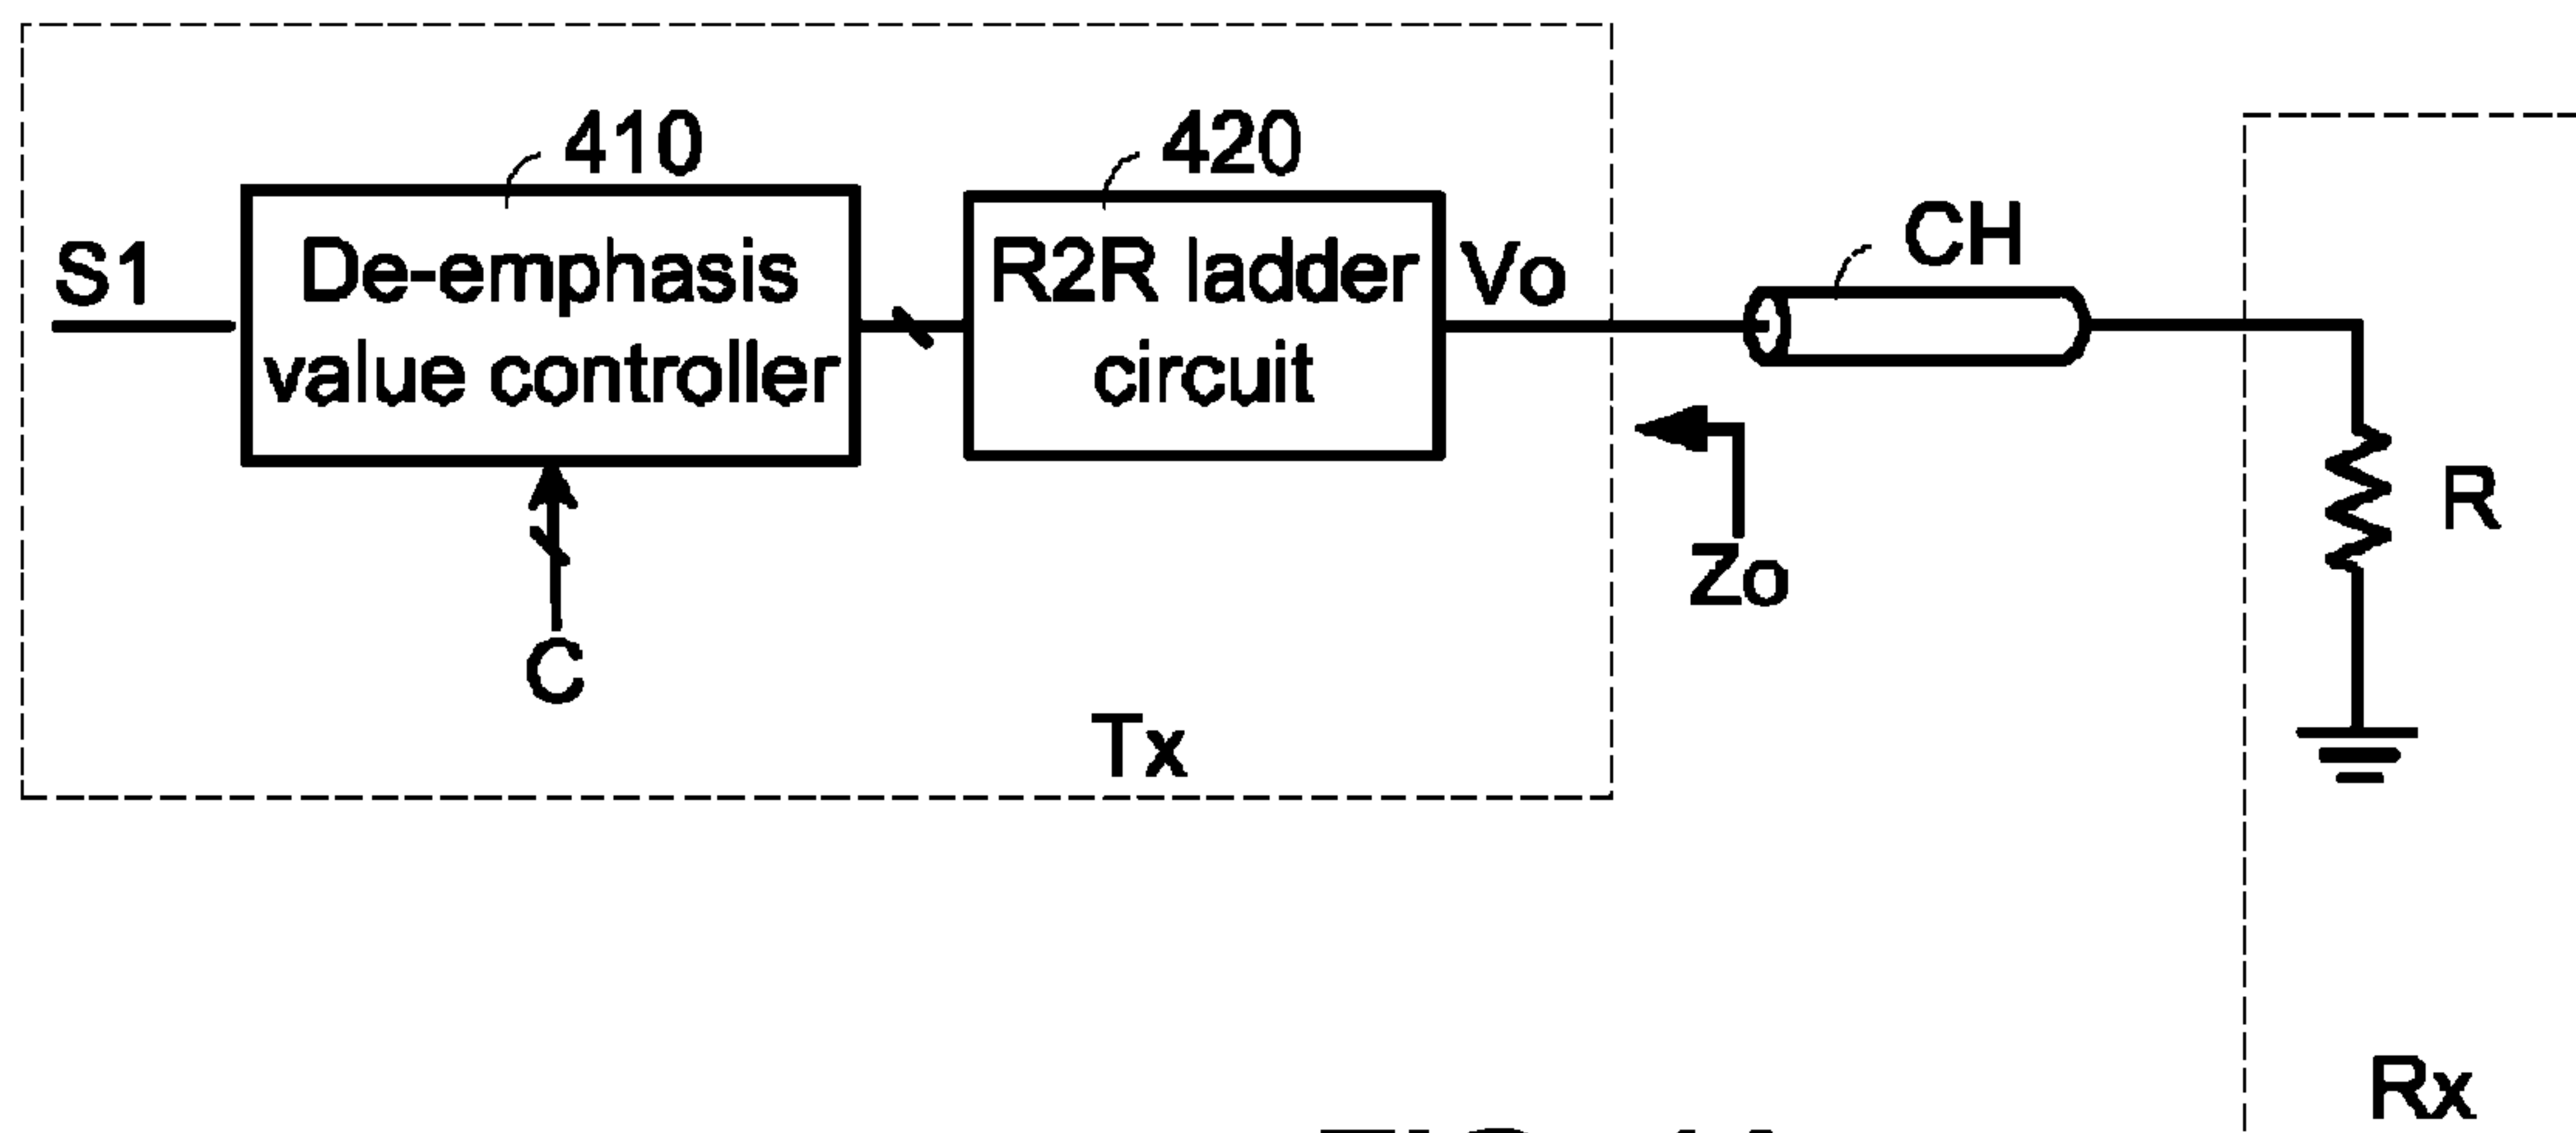 410
420
CH
S1
De-emphasis
value controller
R2R ladder
circuit
Vo
R
Zo
C
Tx
Rx